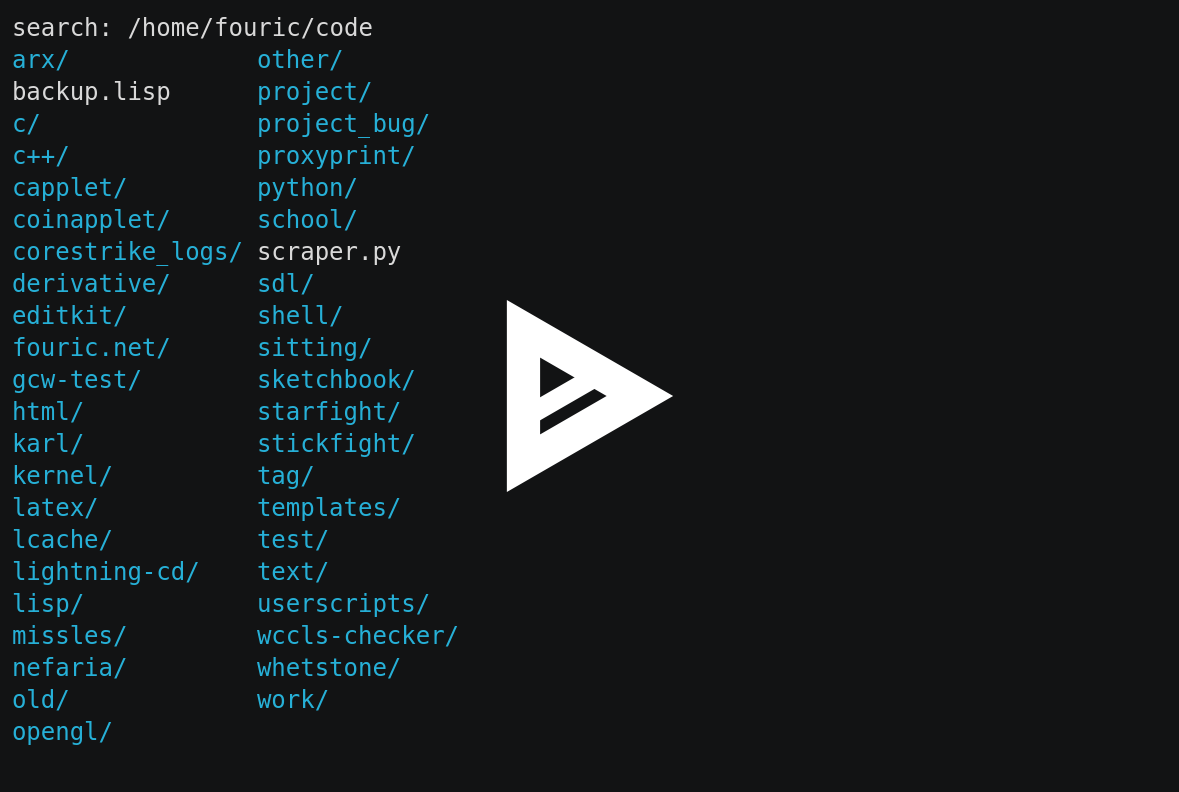 search: /home/fouric/code
arx/ other/
backup.lisp project/
c/ project_bug/
c++/ proxyprint/
capplet/ python/
coinapplet/ school/
corestrike_logs/ scraper.py
derivative/ sdl/
editkit/ shell/
fouric.net/ sitting/
gcw-test/ sketchbook/
html/ starfight/
karl/ stickfight/
kernel/ tag/
latex/ templates/
lcache/ test/
lightning-cd/ text/
lisp/ userscripts/
missles/ wccls-checker/
nefaria/ whetstone/
old/ work/
opengl/